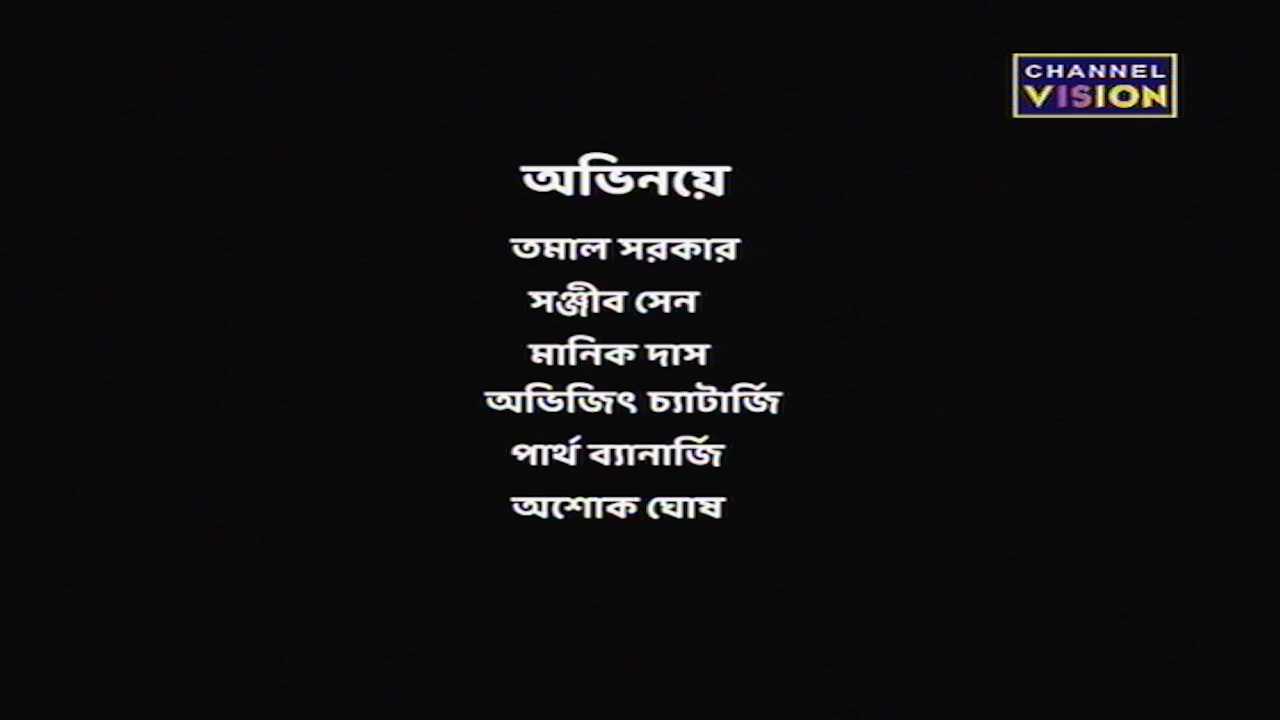 CHANNEL
VISION
অভিনয়ে
তমাল সরকার
সঞ্জীব সেন
মানিক দাস
অভিজিৎ চ্যাটার্জি
পার্থ ব্যানার্জি
অশোক ঘোষ